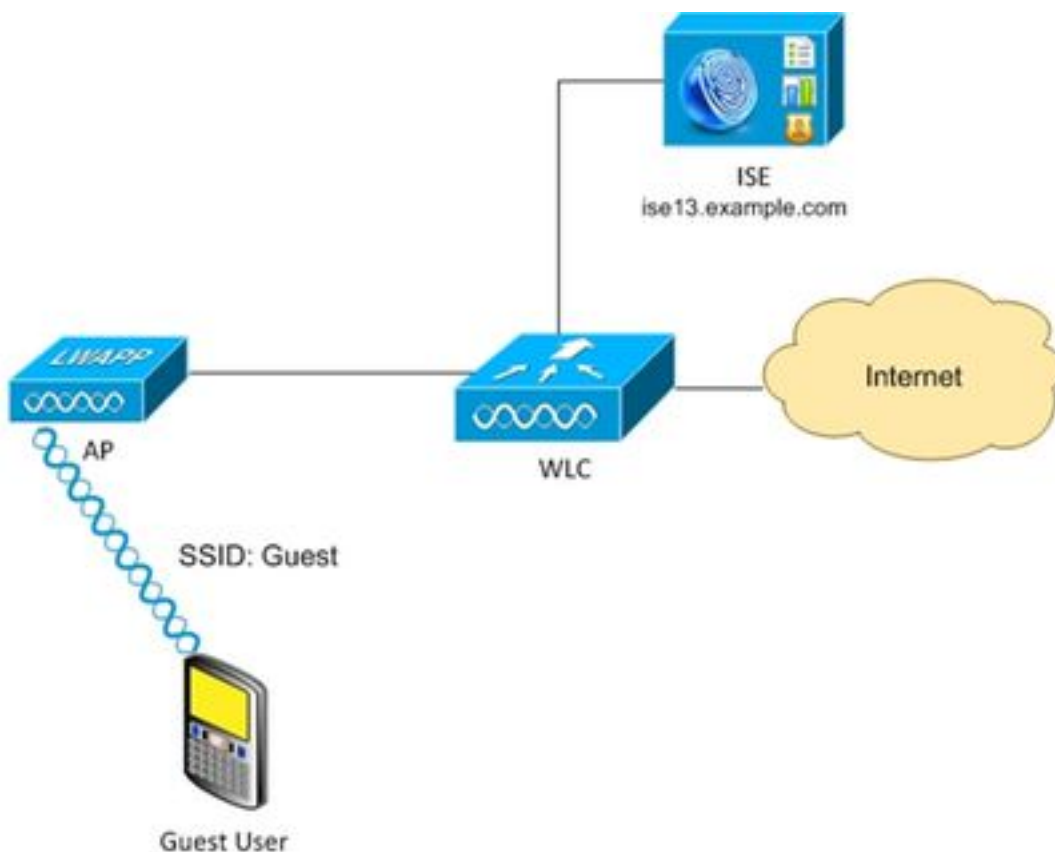 ISE
ise13.example.com
LWAPP
AP
WLC
Internet
SSID: Guest
Guest User